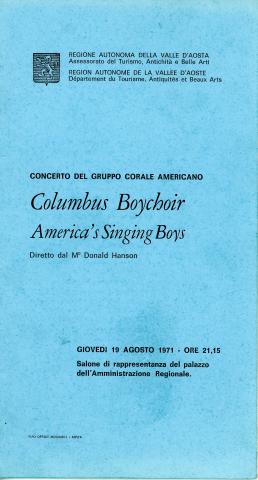 REGIONE AUTONOMA DELLA VALLE D'AOSTA
Assessorato del Turismo, Antichità e Belle Arti
REGION AUTONOME DE LA VALLEE D'AOSTE
Département du Tourisme, Antiquités et Beaux Arts
CONCERTO DEL GRUPPO CORALE AMERICANO
Columbus Boychoir
America's Singing Boys
Diretto dal Mº Donald Hanson
GIOVEDI 19 AGOSTO 1971 - ORE 21,15
Salone di rappresentanza del palazzo
dell'Amministrazione Regionale.